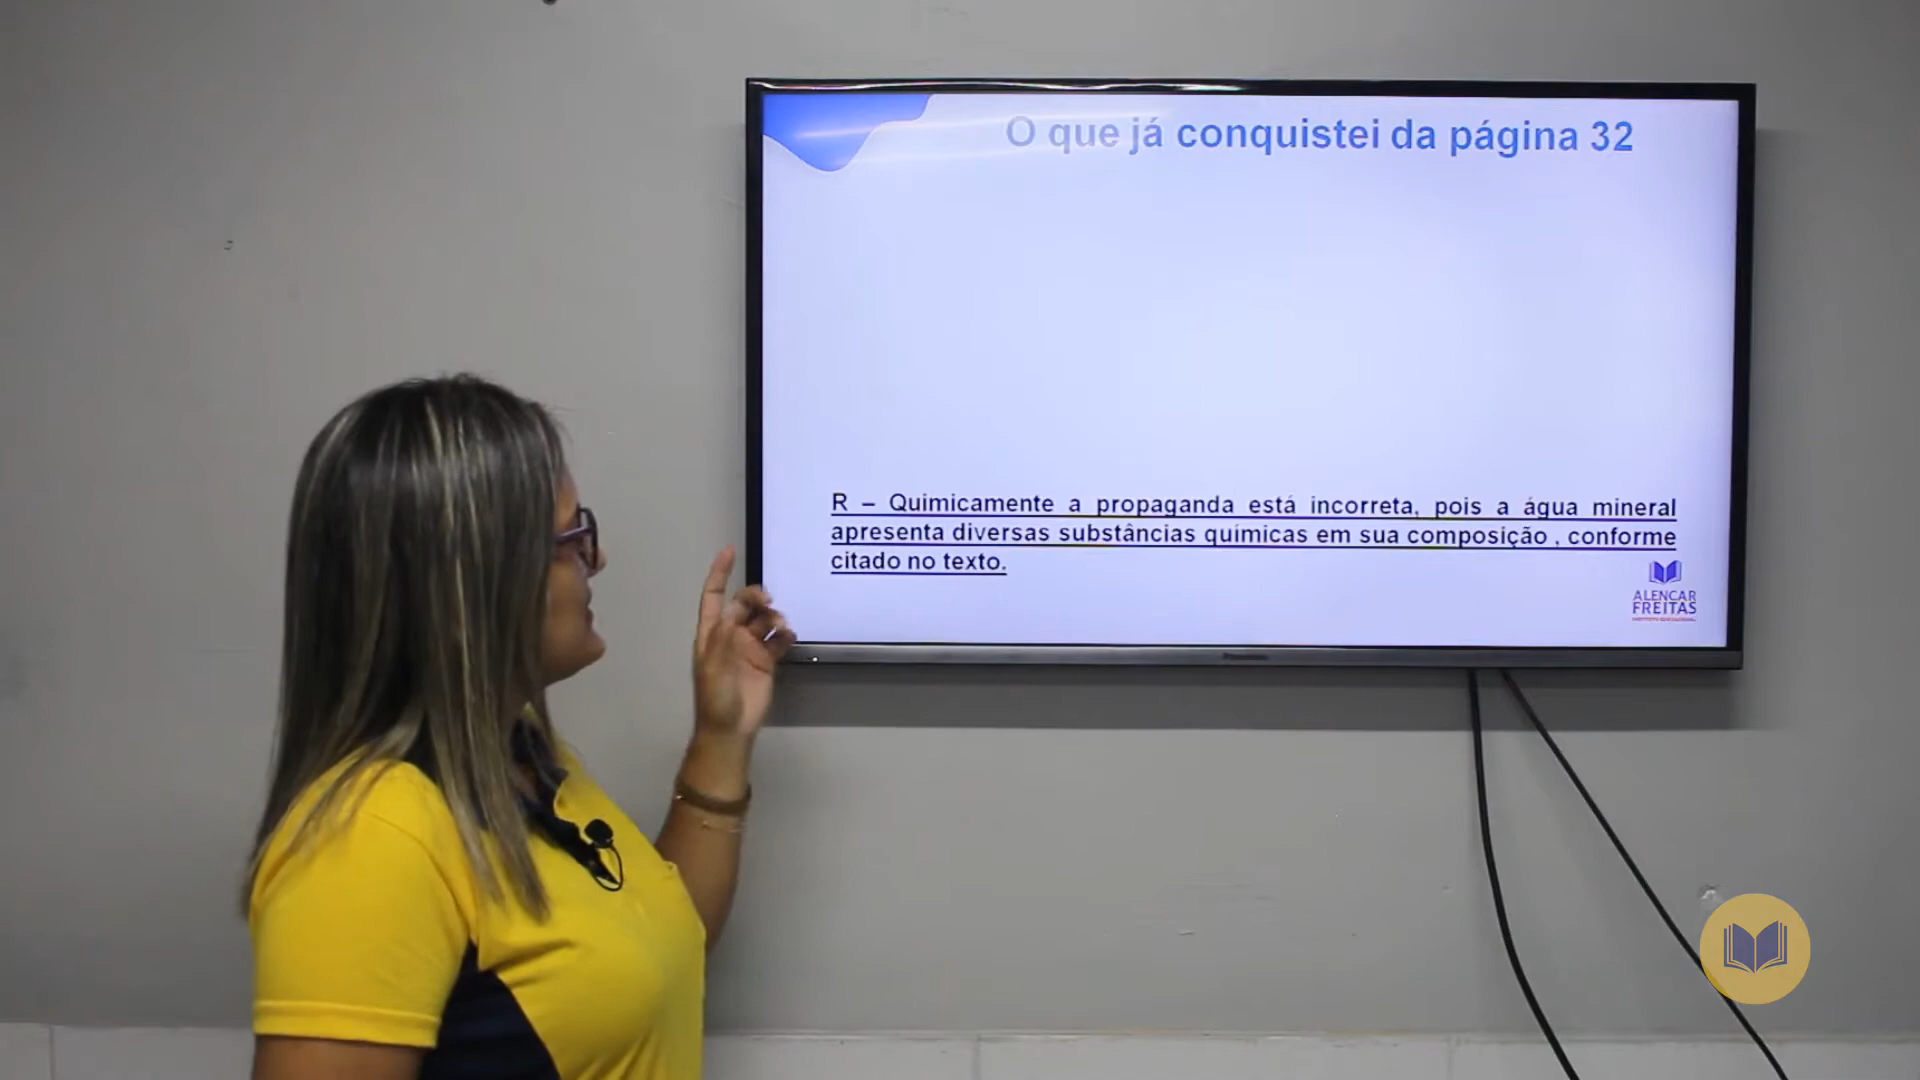 O que já conquistei da página 32
R – Quimicamente a propaganda está incorreta, pois a água mineral
apresenta diversas substâncias químicas em sua composição , conforme
citado no texto.
ALENCAR
FREITAS